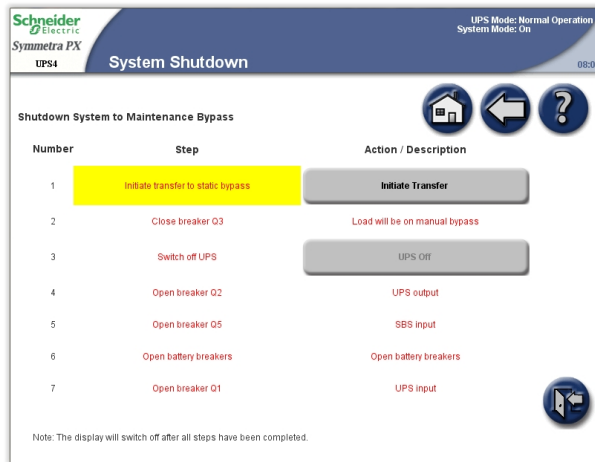 Schneider
Electric
Symmetra PX
UPS4
System Shutdown
UPS Mode: Normal Operation
System Mode: On
08:0
Shutdown System to Maintenance Bypass
Number Step Action / Description
1 Initiate transfer to static bypass Initiate Transfer
2 Close breaker Q3 Load will be on manual bypass
3 Switch off UPS UPS Off
4 Open breaker Q2 UPS output
5 Open breaker Q5 SBS input
6 Open battery breakers Open battery breakers
7 Open breaker Q1 UPS input
Note: The display will switch off after all steps have been completed.